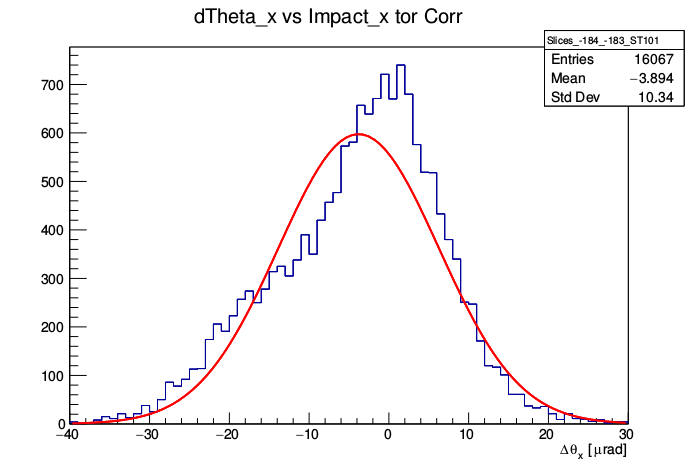 dTheta_x vs Impact_x tor Corr
Slices_-184_-183_ST101
Entries 16067
Mean −3.894
Std Dev 10.34
700
600
500
400
300
200
100
0
−40 −30 −20 −10 0 10 20 30
Δθx [μrad]